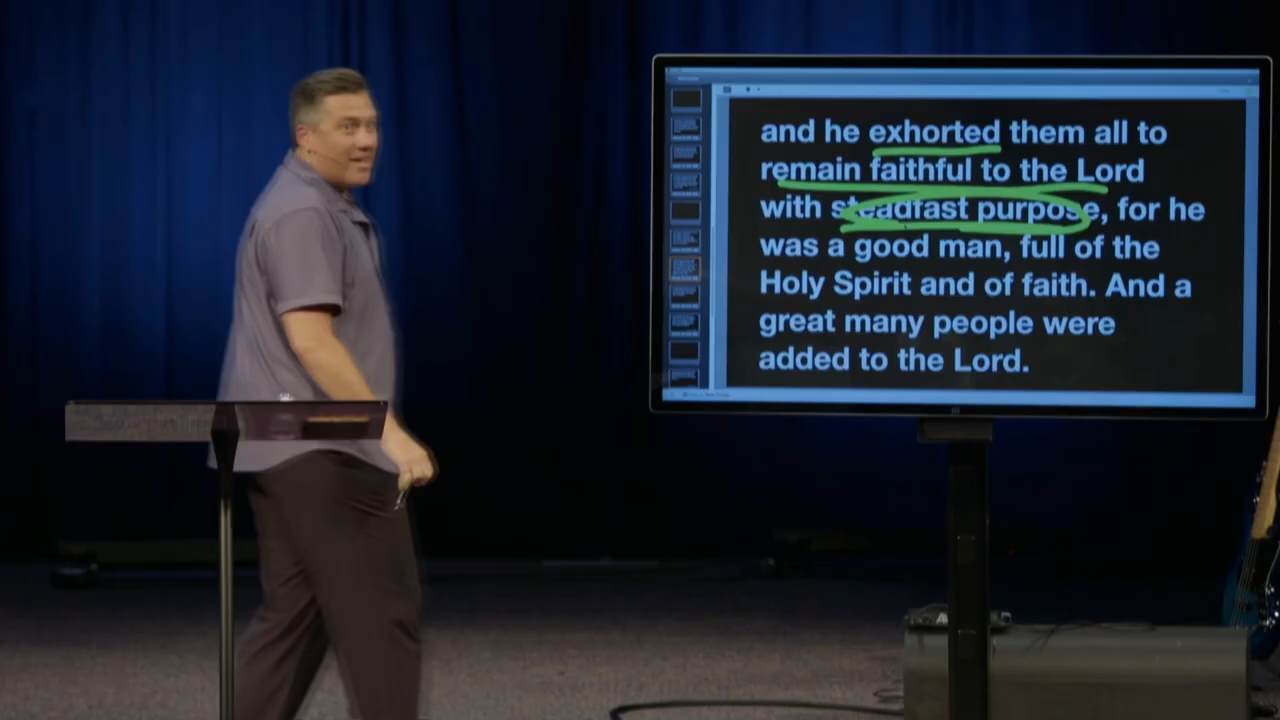 and he exhorted them all to
remain faithful to the Lord
with steadfast purpose, for he
was a good man, full of the
Holy Spirit and of faith. And a
great many people were
added to the Lord.